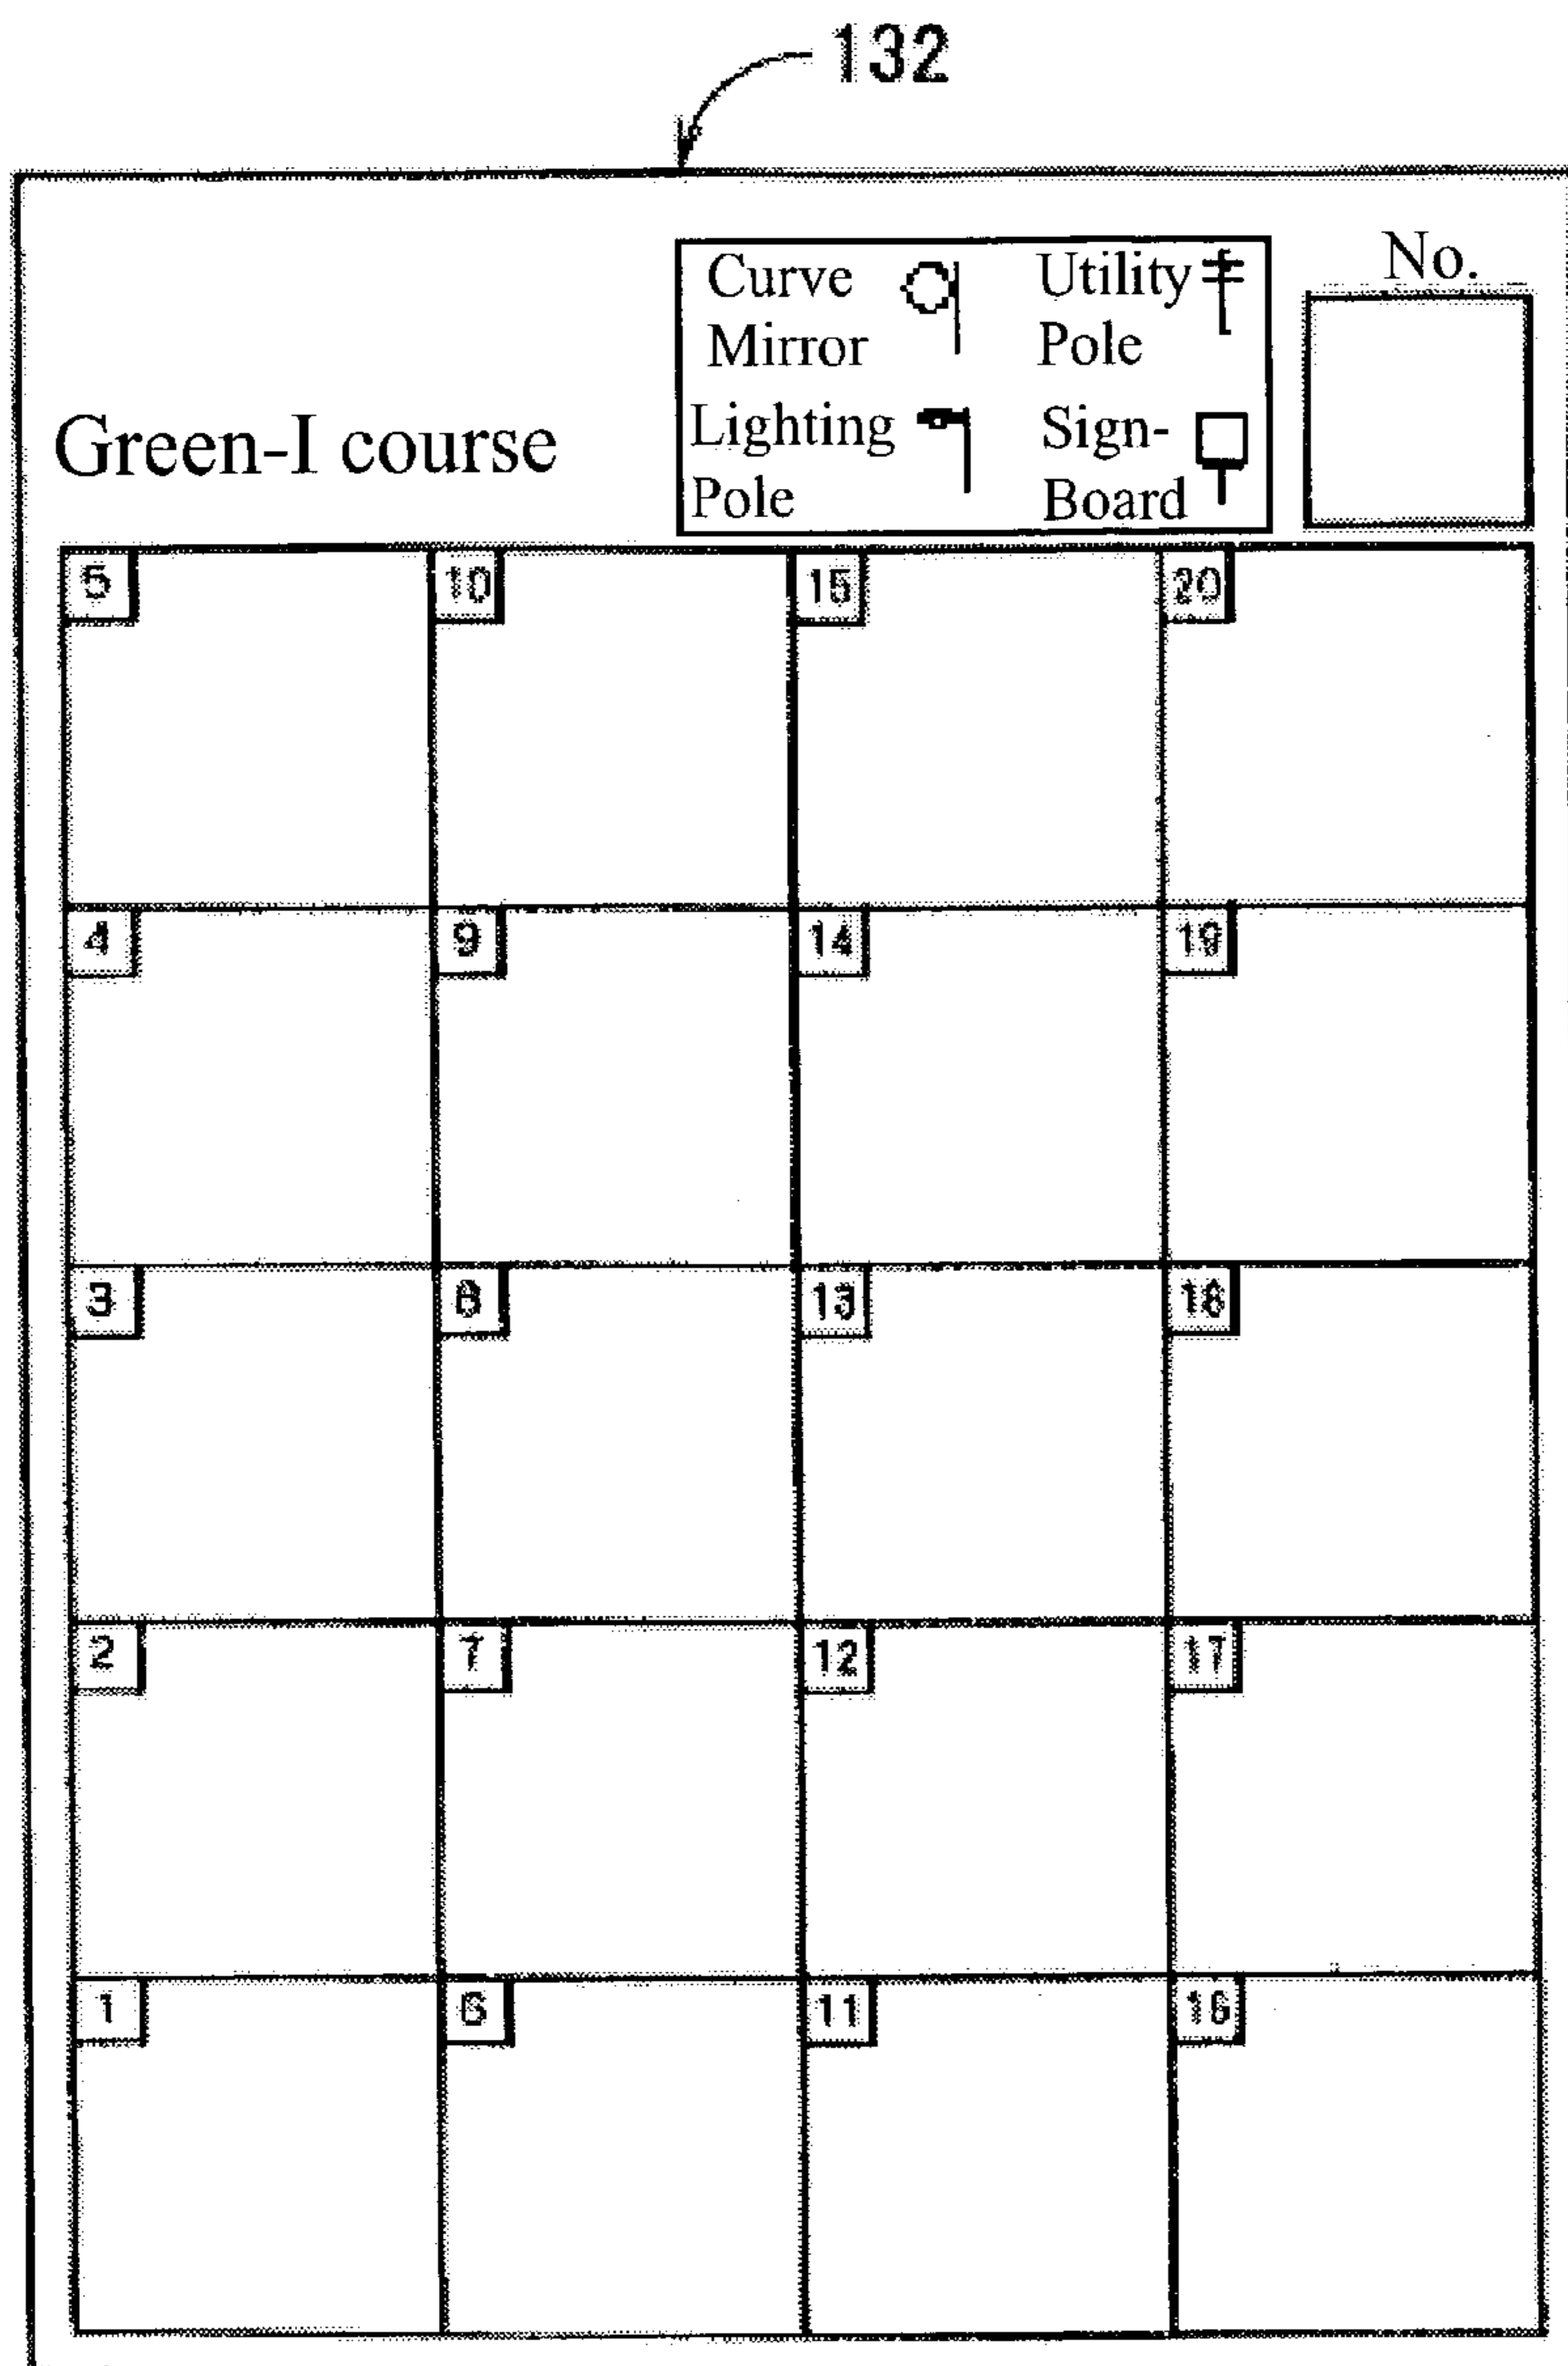 132
No.
Curve
Mirror
Utility
Pole
Lighting
Pole
Sign-
Board
Green-I course
5 10 15 20
4 9 14 19
3 8 13 18
2 7 12 17
1 6 11 16